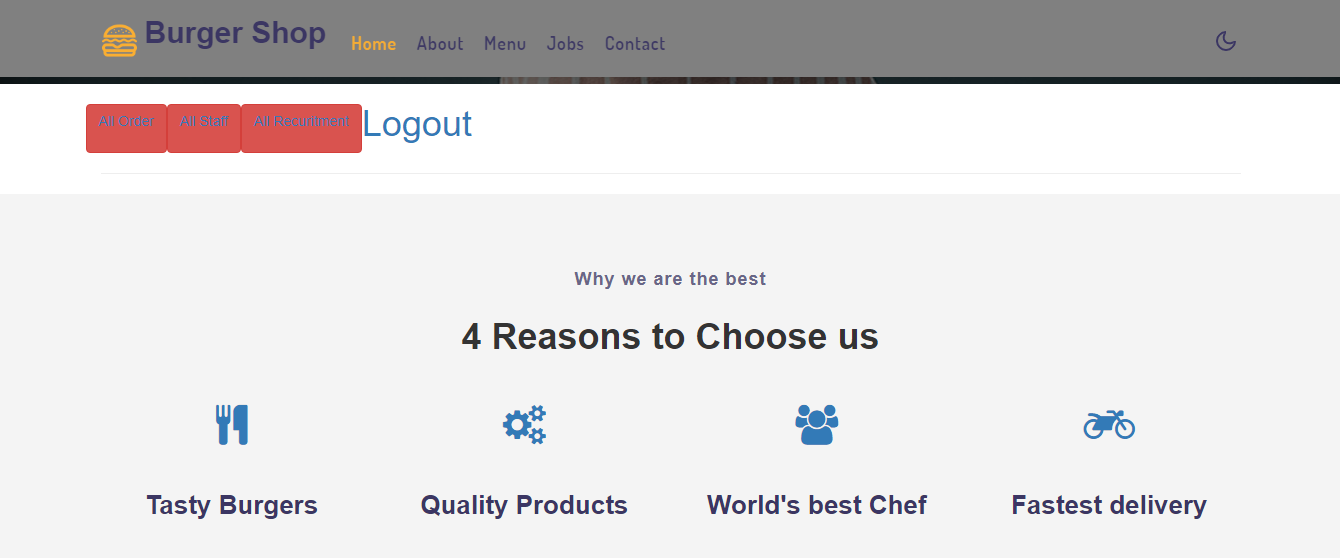 Burger Shop Home About Menu Jobs Contact
All Order All Staff All Recuritment Logout
Why we are the best
4 Reasons to Choose us
Tasty Burgers Quality Products World's best Chef Fastest delivery